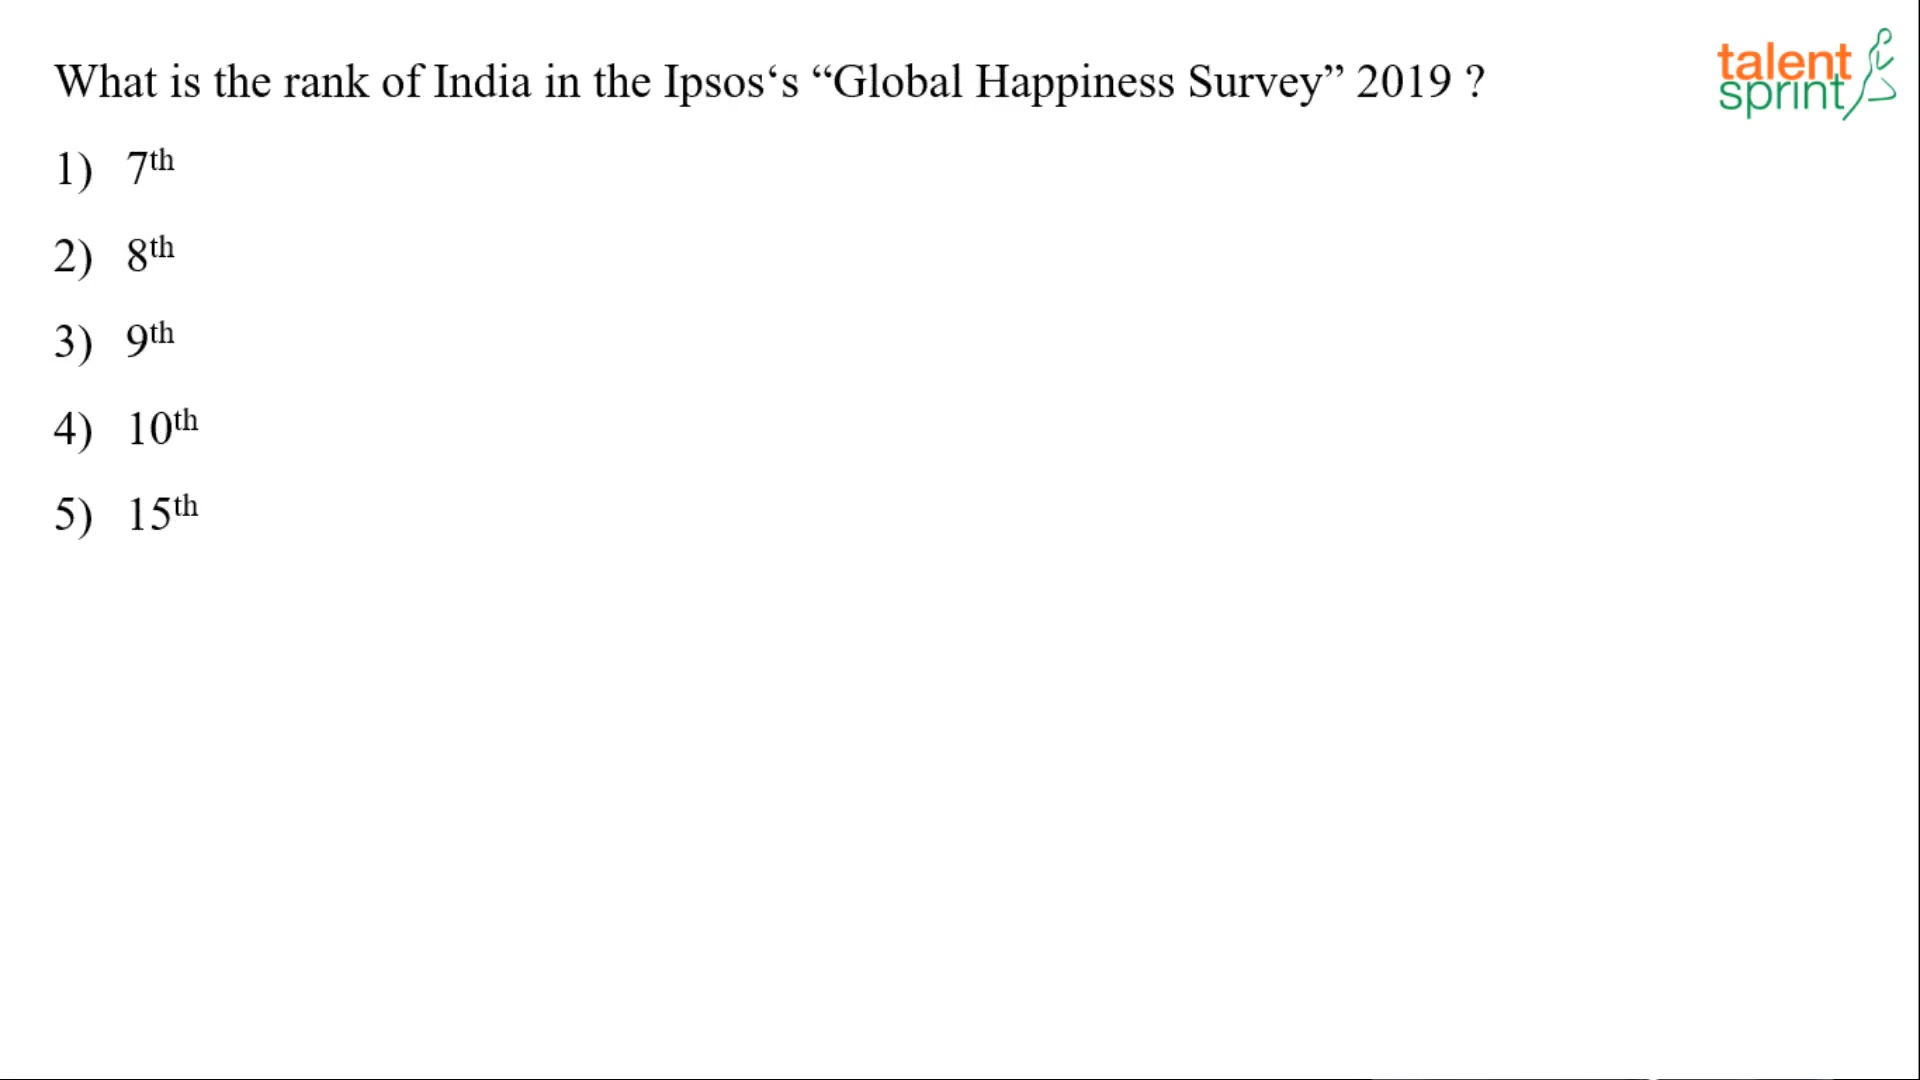 What is the rank of India in the Ipsos‘s “Global Happiness Survey” 2019 ?
talent
sprint
1) 7th
2) 8th
3) 9th
4) 10th
5) 15th